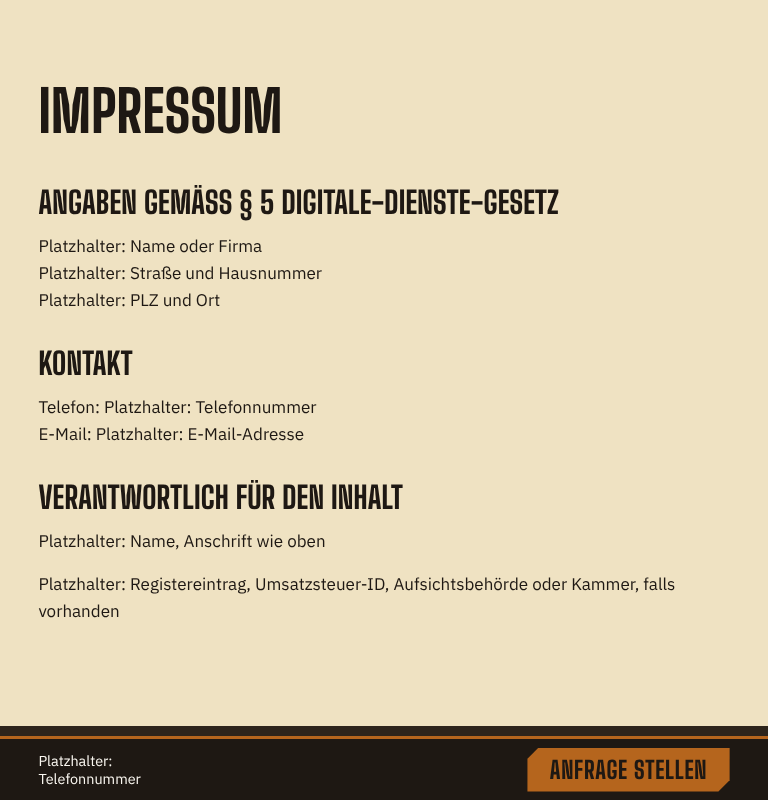 IMPRESSUM
ANGABEN GEMÄSS § 5 DIGITALE-DIENSTE-GESETZ
Platzhalter: Name oder Firma
Platzhalter: Straße und Hausnummer
Platzhalter: PLZ und Ort
KONTAKT
Telefon: Platzhalter: Telefonnummer
E-Mail: Platzhalter: E-Mail-Adresse
VERANTWORTLICH FÜR DEN INHALT
Platzhalter: Name, Anschrift wie oben
Platzhalter: Registereintrag, Umsatzsteuer-ID, Aufsichtsbehörde oder Kammer, falls
vorhanden
Platzhalter:
Telefonnummer
ANFRAGE STELLEN